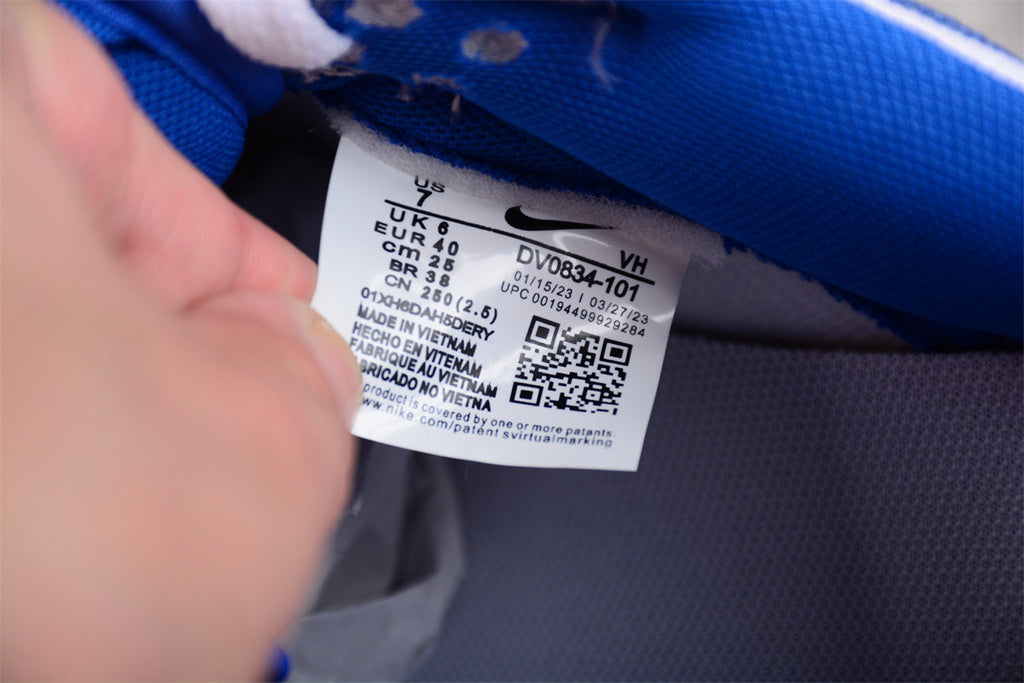 US
7
UK 6
EUR 40
cm 25
BR 38
CN 250 (2.5)
VH
DV0834-101
01/15/23 | 03/27/23
UPC 00194499929284
01XH6DAH5DERY
MADE IN VIETNAM
HECHO EN VITENAM
FABRIQUE AU VIETNAM
BRICADO NO VIETNA
product is covered by one or more patants.
www.nike.com/patent svirtualmarking